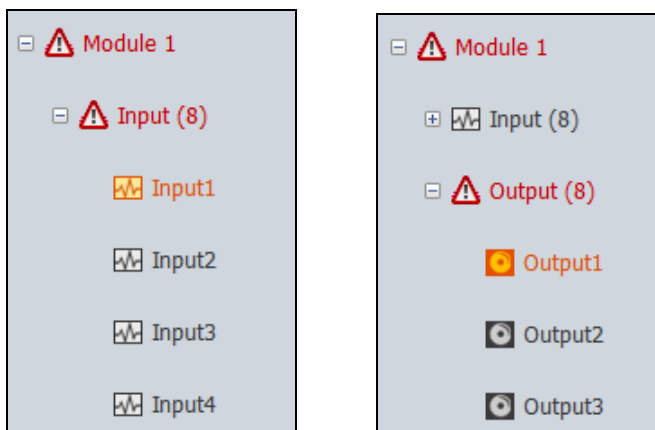 Module 1
Input (8)
Input1
Input2
Input3
Input4
Module 1
Input (8)
Output (8)
Output1
Output2
Output3